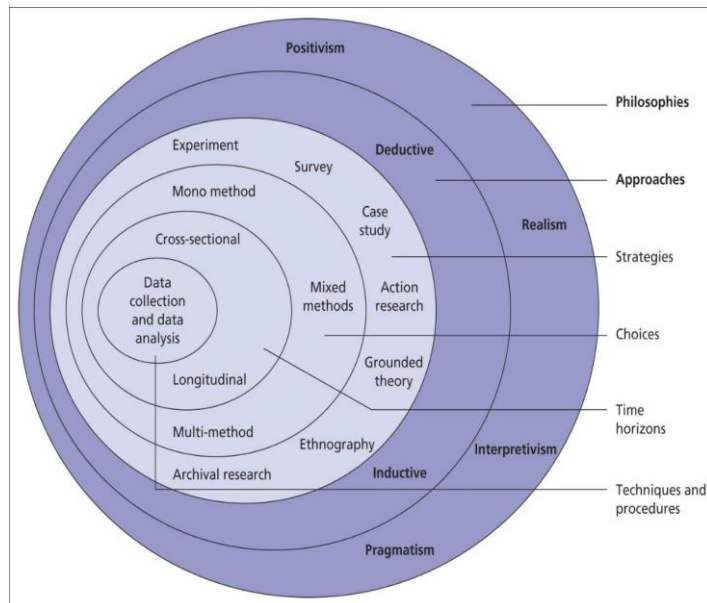 Positivism
Philosophies
Experiment
Deductive
Survey
Approaches
Mono method
Case
study
Realism
Cross-sectional
Strategies
Data
collection
and data
analysis
Mixed
methods
Action
research
Choices
Grounded
theory
Longitudinal
Time
horizons
Multi-method
Ethnography
Interpretivism
Archival research
Inductive
Techniques and
procedures
Pragmatism